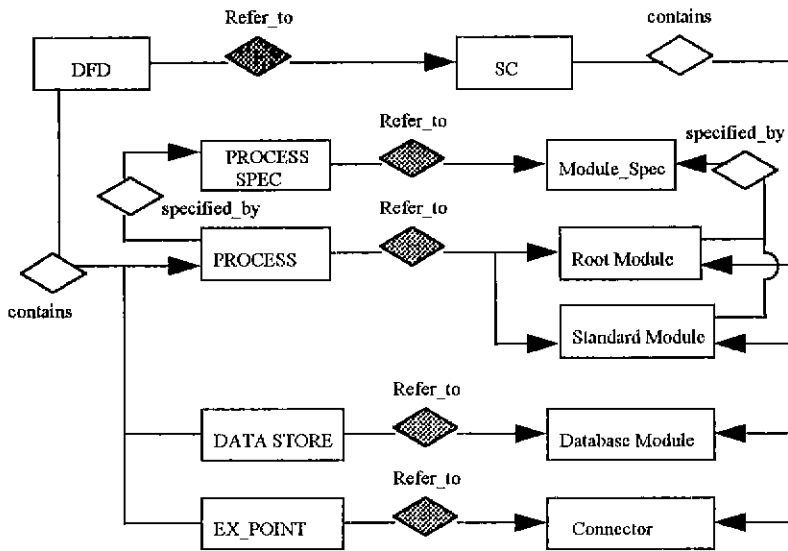 Refer_to
contains
DFD
SC
Refer_to
specified_by
PROCESS
SPEC
Module_Spec
specified_by
Refer_to
PROCESS
Root Module
contains
Standard Module
Refer_to
DATA STORE
Database Module
Refer_to
EX_POINT
Connector